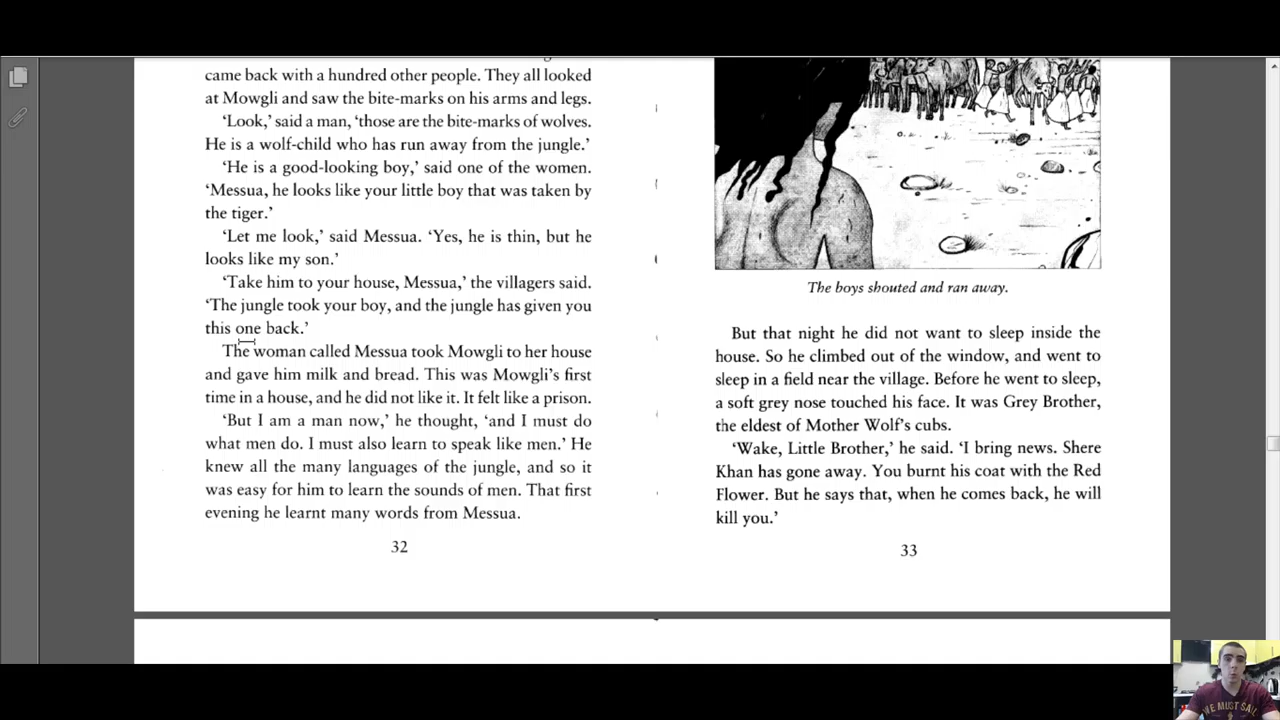 came back with a hundred other people. They all looked
at Mowgli and saw the bite-marks on his arms and legs.
‘Look,’ said a man, ‘those are the bite-marks of wolves.
He is a wolf-child who has run away from the jungle.’
‘He is a good-looking boy,’ said one of the women.
‘Messua, he looks like your little boy that was taken by
the tiger.’
‘Let me look,’ said Messua. ‘Yes, he is thin, but he
looks like my son.’
‘Take him to your house, Messua,’ the villagers said.
‘The jungle took your boy, and the jungle has given you
this one back.’
The woman called Messua took Mowgli to her house
and gave him milk and bread. This was Mowgli’s first
time in a house, and he did not like it. It felt like a prison.
‘But I am a man now,’ he thought, ‘and I must do
what men do. I must also learn to speak like men.’ He
knew all the many languages of the jungle, and so it
was easy for him to learn the sounds of men. That first
evening he learnt many words from Messua.
32
The boys shouted and ran away.
But that night he did not want to sleep inside the
house. So he climbed out of the window, and went to
sleep in a field near the village. Before he went to sleep,
a soft grey nose touched his face. It was Grey Brother,
the eldest of Mother Wolf’s cubs.
‘Wake, Little Brother,’ he said. ‘I bring news. Shere
Khan has gone away. You burnt his coat with the Red
Flower. But he says that, when he comes back, he will
kill you.’
33
WE MUST SAIL